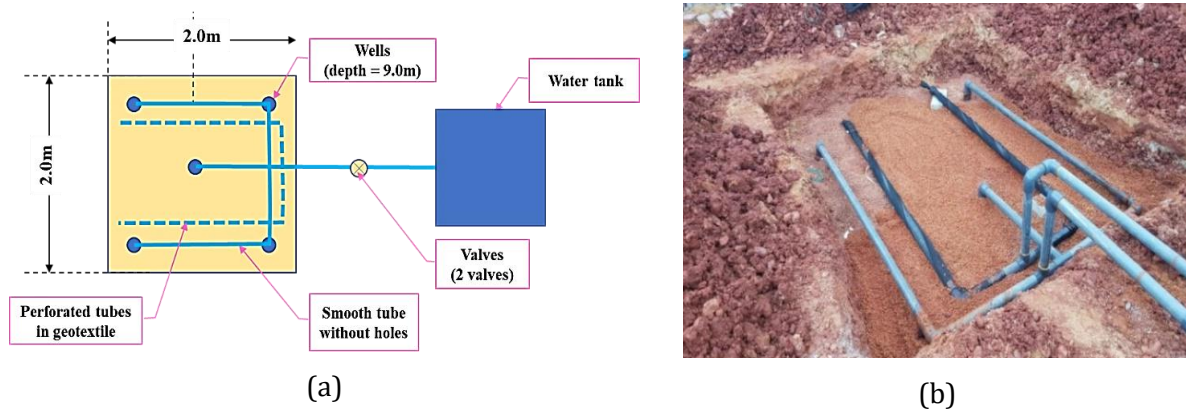 2.0m
Wells
(depth = 9.0m)
Water tank
2.0m
Valves
(2 valves)
Perforated tubes
in geotextile
Smooth tube
without holes
(a)
(b)